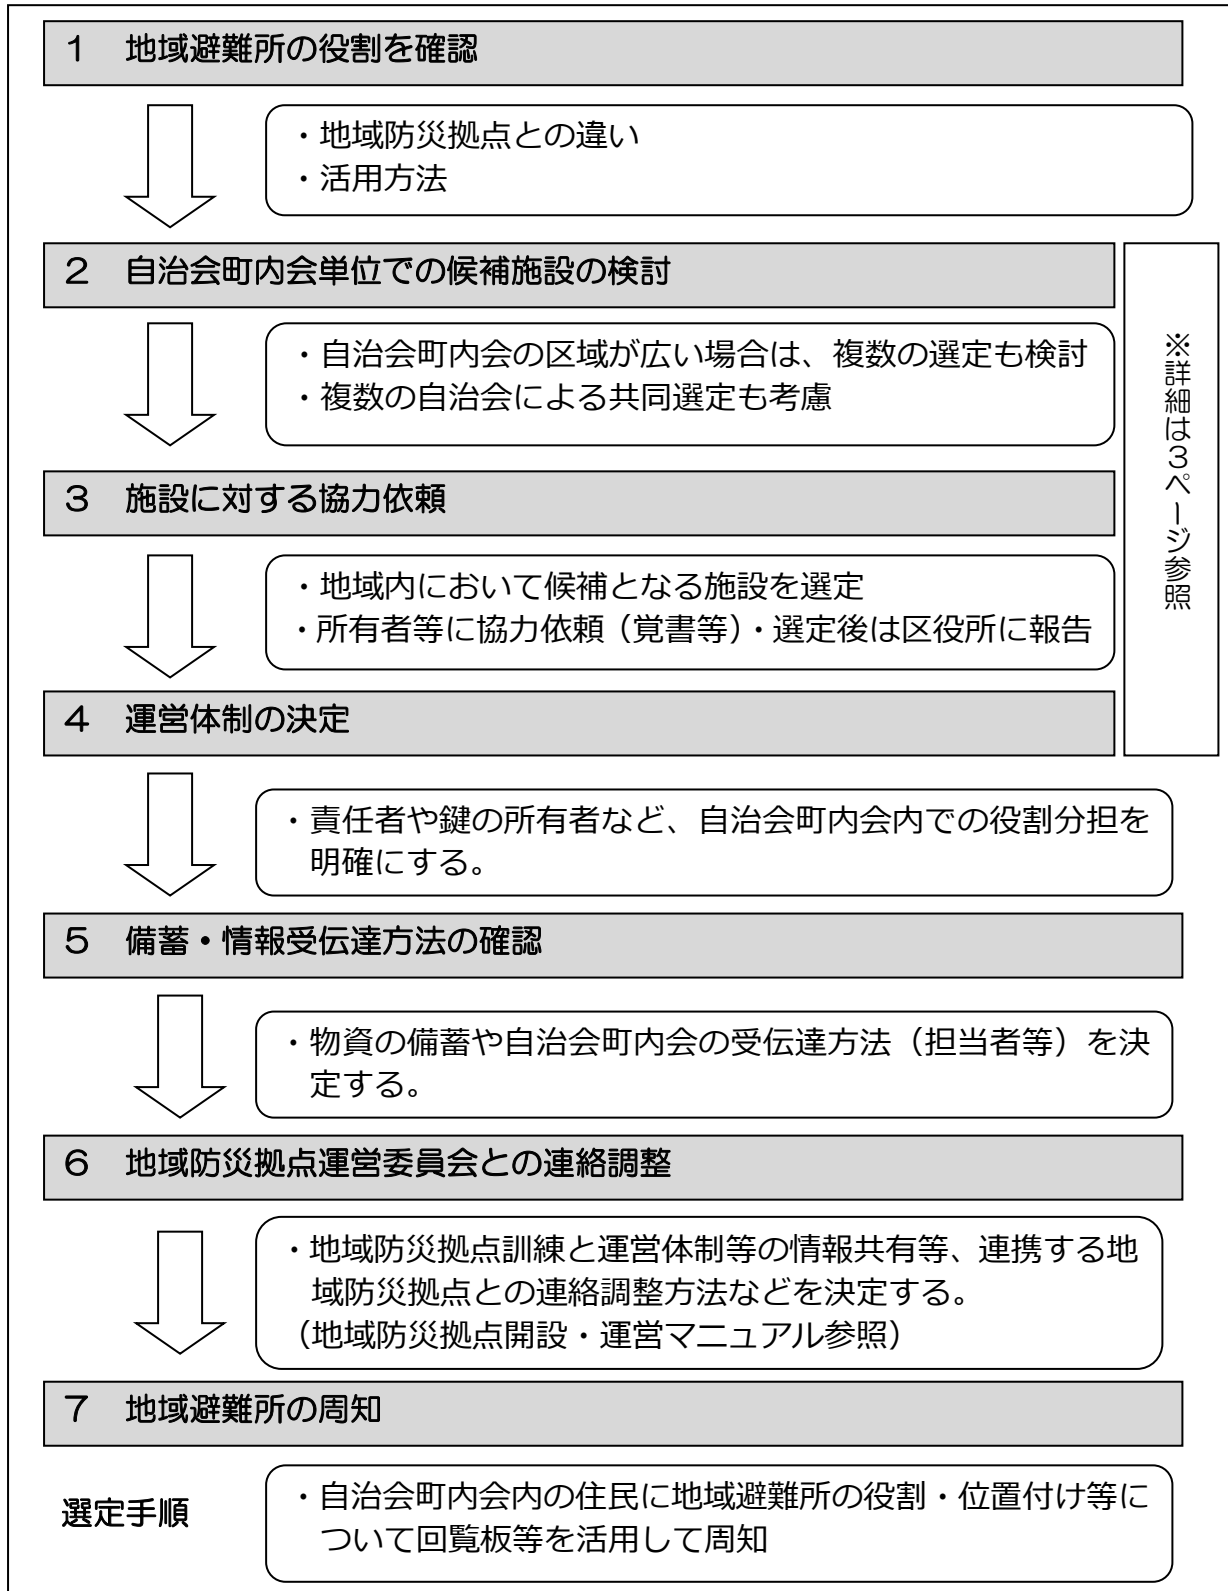 １　地域避難所の役割を確認
・地域防災拠点との違い
・活用方法
２　自治会町内会単位での候補施設の検討
・自治会町内会の区域が広い場合は、複数の選定も検討
・複数の自治会による共同選定も考慮
※詳細は３ページ参照
３　施設に対する協力依頼
・地域内において候補となる施設を選定
・所有者等に協力依頼（覚書等）・選定後は区役所に報告
４　運営体制の決定
・責任者や鍵の所有者など、自治会町内会内での役割分担を
明確にする。
５　備蓄・情報受伝達方法の確認
・物資の備蓄や自治会町内会の受伝達方法（担当者等）を決
定する。
６　地域防災拠点運営委員会との連絡調整
・地域防災拠点訓練と運営体制等の情報共有等、連携する地
域防災拠点との連絡調整方法などを決定する。
（地域防災拠点開設・運営マニュアル参照）
７　地域避難所の周知
選定手順
・自治会町内会内の住民に地域避難所の役割・位置付け等に
ついて回覧板等を活用して周知